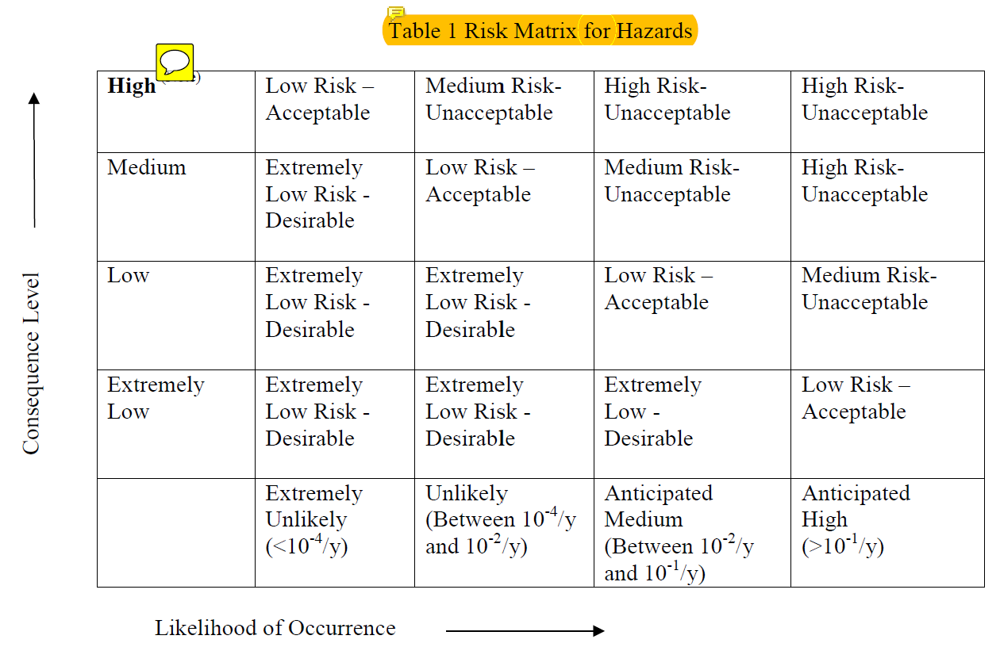 Table 1 Risk Matrix for Hazards
High
Low Risk –
Acceptable
Medium Risk-
Unacceptable
High Risk-
Unacceptable
High Risk-
Unacceptable
Medium
Extremely
Low Risk -
Desirable
Low Risk –
Acceptable
Medium Risk-
Unacceptable
High Risk-
Unacceptable
Low
Extremely
Low Risk -
Desirable
Extremely
Low Risk -
Desirable
Low Risk –
Acceptable
Medium Risk-
Unacceptable
Extremely
Low
Extremely
Low Risk -
Desirable
Extremely
Low Risk -
Desirable
Extremely
Low -
Desirable
Low Risk –
Acceptable
Extremely
Unlikely
(<10⁻⁴/y)
Unlikely
(Between 10⁻⁴/y
and 10⁻²/y)
Anticipated
Medium
(Between 10⁻²/y
and 10⁻¹/y)
Anticipated
High
(>10⁻¹/y)
Consequence Level
Likelihood of Occurrence